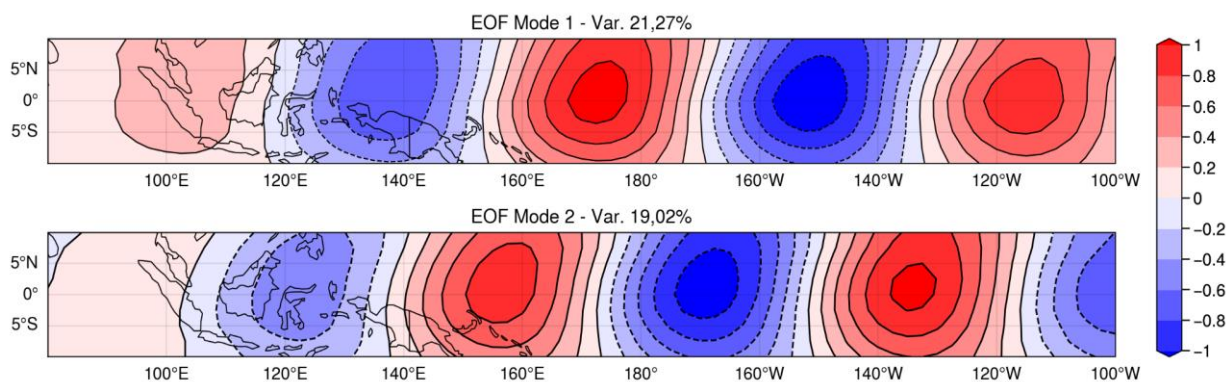 EOF Mode 1 - Var. 21,27%
5°N
0°
5°S
100°E 120°E 140°E 160°E 180° 160°W 140°W 120°W 100°W
EOF Mode 2 - Var. 19,02%
5°N
0°
5°S
100°E 120°E 140°E 160°E 180° 160°W 140°W 120°W 100°W
1
0.8
0.6
0.4
0.2
0
−0.2
−0.4
−0.6
−0.8
−1